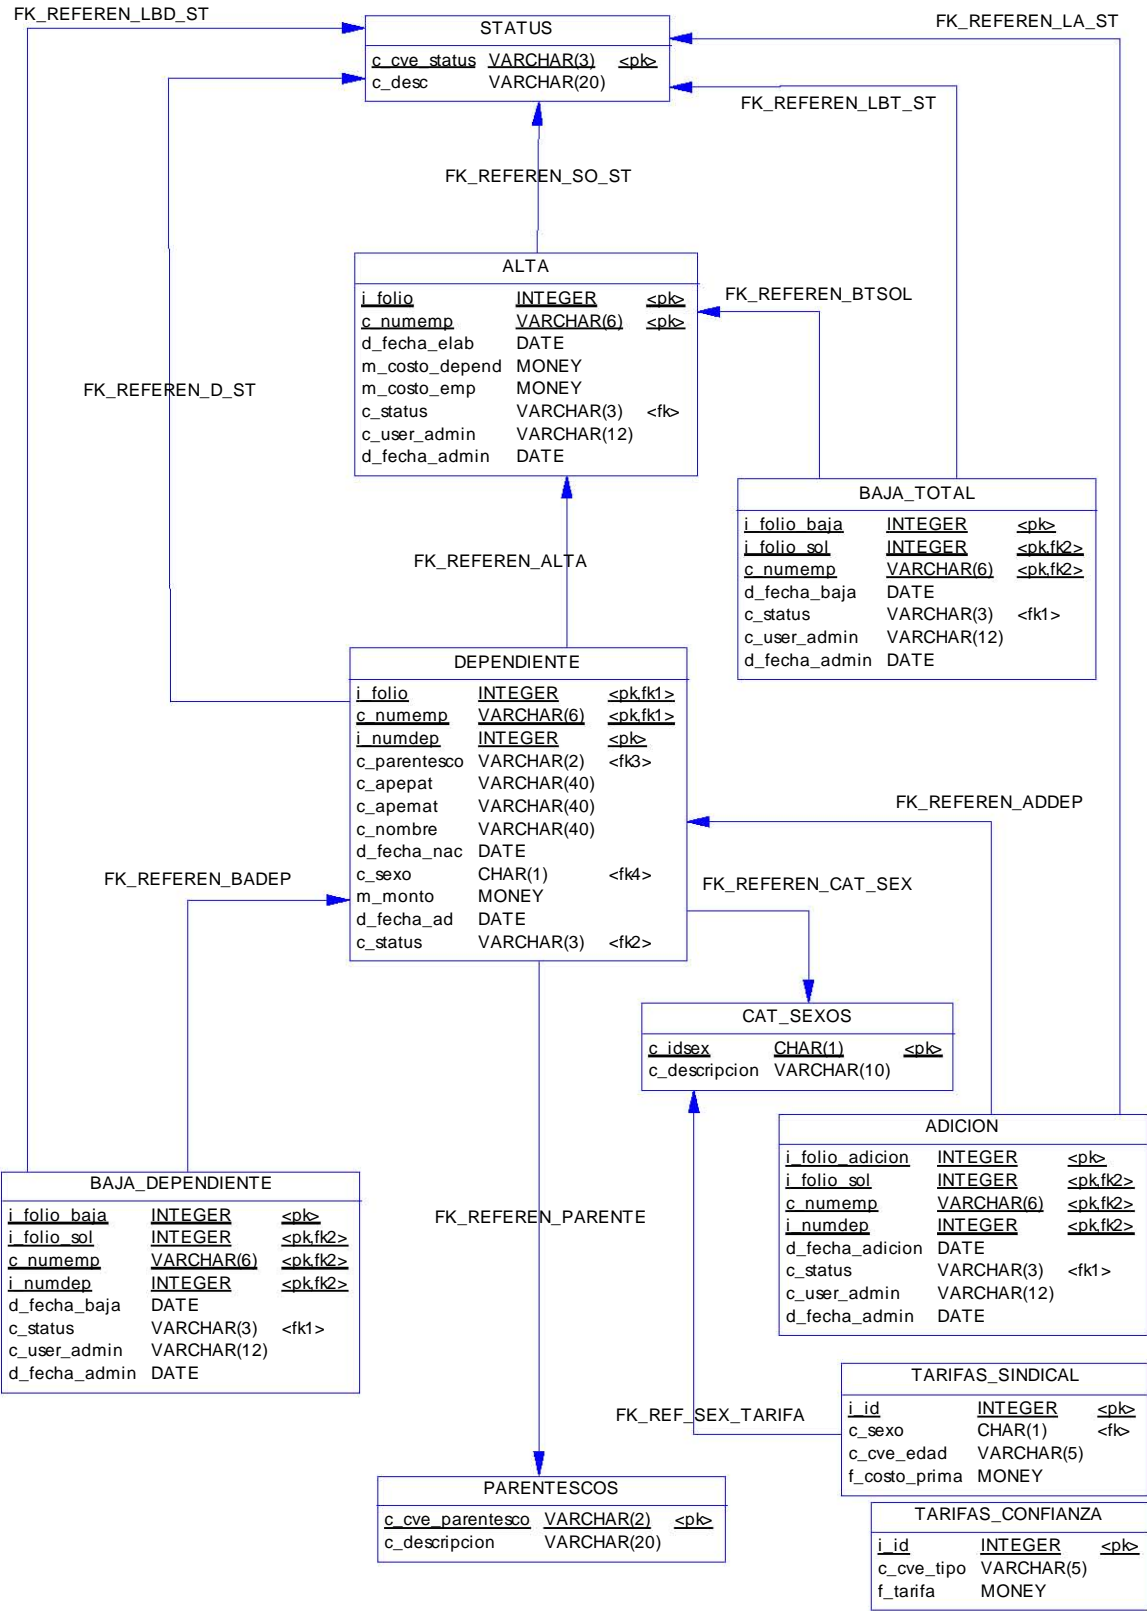 FK_REFEREN_LBD_ST
FK_REFEREN_LA_ST
STATUS
c_cve_status VARCHAR(3) <pk>
c_desc VARCHAR(20)
FK_REFEREN_LBT_ST
FK_REFEREN_SO_ST
ALTA
i_folio INTEGER <pk>
c_numemp VARCHAR(6) <pk>
d_fecha_elab DATE
m_costo_depend MONEY
m_costo_emp MONEY
c_status VARCHAR(3) <fk>
c_user_admin VARCHAR(12)
d_fecha_admin DATE
FK_REFEREN_BTSOL
FK_REFEREN_D_ST
BAJA_TOTAL
i_folio_baja INTEGER <pk>
i_folio_sol INTEGER <pk,fk2>
c_numemp VARCHAR(6) <pk,fk2>
d_fecha_baja DATE
c_status VARCHAR(3) <fk1>
c_user_admin VARCHAR(12)
d_fecha_admin DATE
FK_REFEREN_ALTA
DEPENDIENTE
i_folio INTEGER <pk,fk1>
c_numemp VARCHAR(6) <pk,fk1>
i_numdep INTEGER <pk>
c_parentesco VARCHAR(2) <fk3>
c_apepat VARCHAR(40)
c_apemat VARCHAR(40)
c_nombre VARCHAR(40)
d_fecha_nac DATE
c_sexo CHAR(1) <fk4>
m_monto MONEY
d_fecha_ad DATE
c_status VARCHAR(3) <fk2>
FK_REFEREN_ADDEP
FK_REFEREN_BADEP
FK_REFEREN_CAT_SEX
CAT_SEXOS
c_idsex CHAR(1) <pk>
c_descripcion VARCHAR(10)
ADICION
i_folio_adicion INTEGER <pk>
i_folio_sol INTEGER <pk,fk2>
c_numemp VARCHAR(6) <pk,fk2>
i_numdep INTEGER <pk,fk2>
d_fecha_adicion DATE
c_status VARCHAR(3) <fk1>
c_user_admin VARCHAR(12)
d_fecha_admin DATE
BAJA_DEPENDIENTE
i_folio_baja INTEGER <pk>
i_folio_sol INTEGER <pk,fk2>
c_numemp VARCHAR(6) <pk,fk2>
i_numdep INTEGER <pk,fk2>
d_fecha_baja DATE
c_status VARCHAR(3) <fk1>
c_user_admin VARCHAR(12)
d_fecha_admin DATE
FK_REFEREN_PARENTE
TARIFAS_SINDICAL
i_id INTEGER <pk>
c_sexo CHAR(1) <fk>
c_cve_edad VARCHAR(5)
f_costo_prima MONEY
FK_REF_SEX_TARIFA
PARENTESCOS
c_cve_parentesco VARCHAR(2) <pk>
c_descripcion VARCHAR(20)
TARIFAS_CONFIANZA
i_id INTEGER <pk>
c_cve_tipo VARCHAR(5)
f_tarifa MONEY